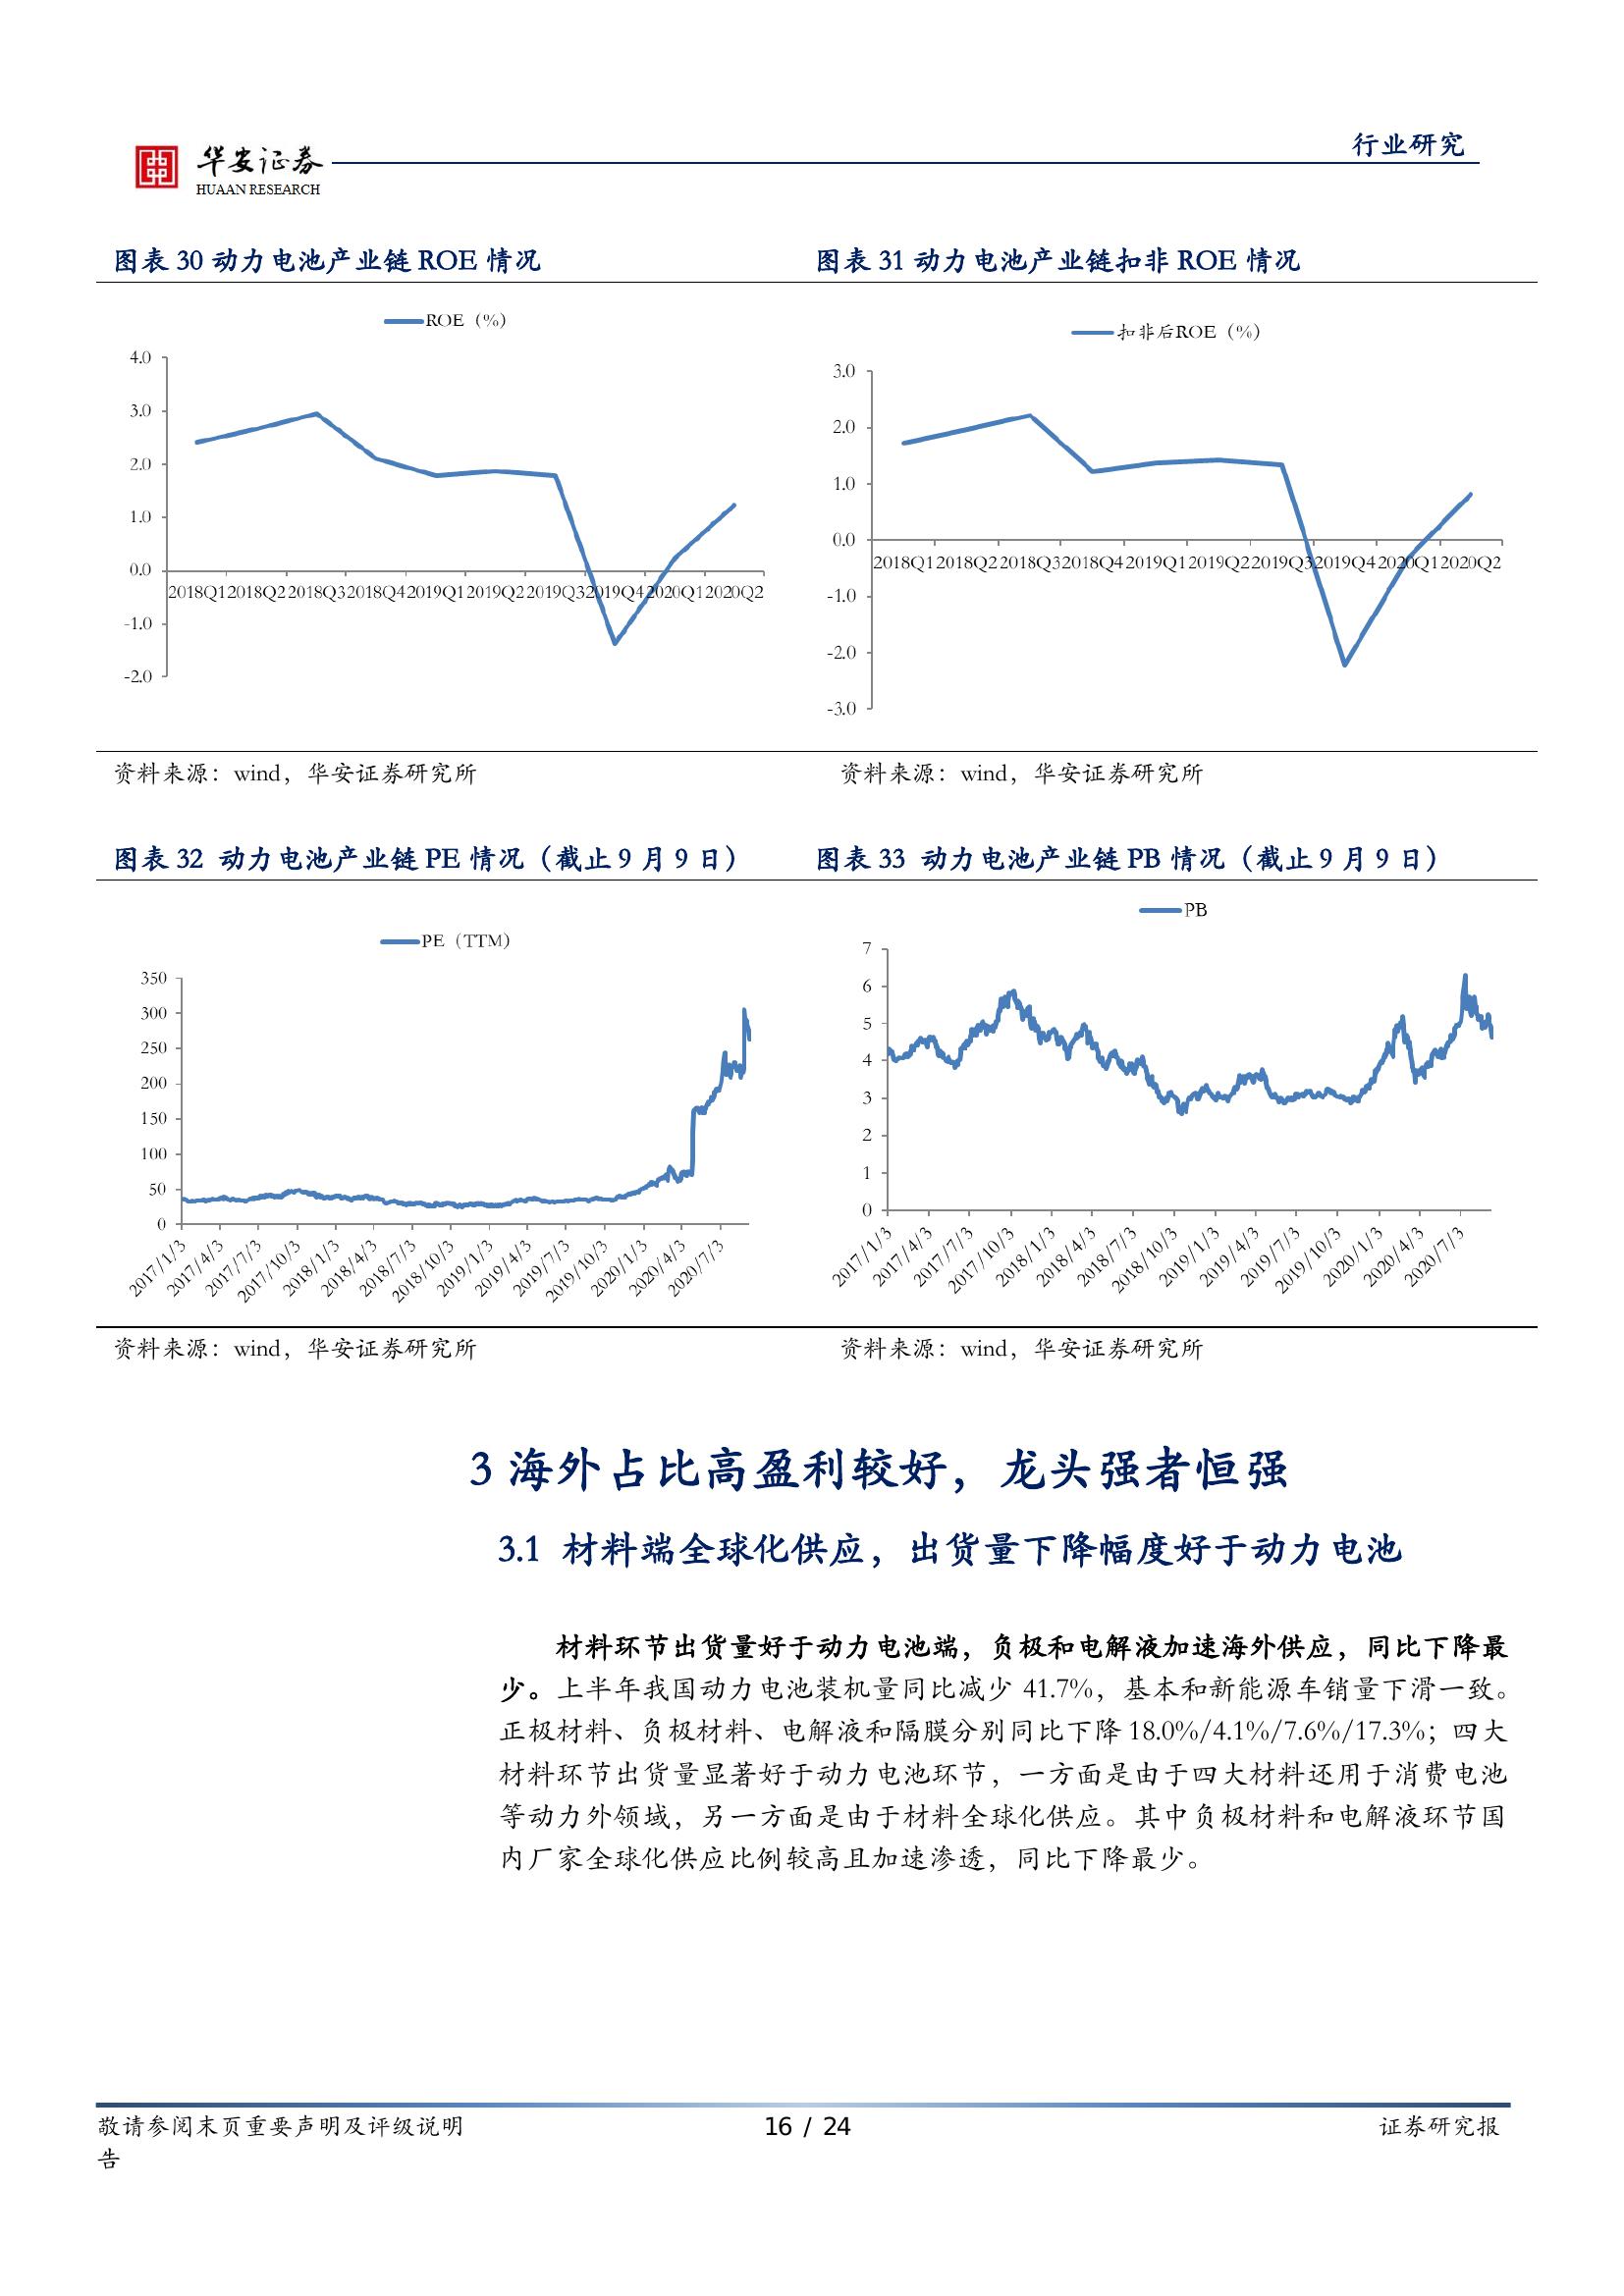 华安证券
HUAAN RESEARCH
行业研究
图表 30 动力电池产业链 ROE 情况
图表 31 动力电池产业链扣非 ROE 情况
ROE（%）
4.0
3.0
2.0
1.0
0.0
-1.0
-2.0
2018Q1 2018Q2 2018Q3 2018Q4 2019Q1 2019Q2 2019Q3 2019Q4 2020Q1 2020Q2
扣非后ROE（%）
3.0
2.0
1.0
0.0
-1.0
-2.0
-3.0
2018Q1 2018Q2 2018Q3 2018Q4 2019Q1 2019Q2 2019Q3 2019Q4 2020Q1 2020Q2
资料来源：wind，华安证券研究所
资料来源：wind，华安证券研究所
图表 32 动力电池产业链 PE 情况（截止 9 月 9 日）
图表 33 动力电池产业链 PB 情况（截止 9 月 9 日）
PE（TTM）
350
300
250
200
150
100
50
0
2017/1/3 2017/4/3 2017/7/3 2017/10/3 2018/1/3 2018/4/3 2018/7/3 2018/10/3 2019/1/3 2019/4/3 2019/7/3 2019/10/3 2020/1/3 2020/4/3 2020/7/3
PB
7
6
5
4
3
2
1
0
2017/1/3 2017/4/3 2017/7/3 2017/10/3 2018/1/3 2018/4/3 2018/7/3 2018/10/3 2019/1/3 2019/4/3 2019/7/3 2019/10/3 2020/1/3 2020/4/3 2020/7/3
资料来源：wind，华安证券研究所
资料来源：wind，华安证券研究所
3 海外占比高盈利较好，龙头强者恒强
3.1 材料端全球化供应，出货量下降幅度好于动力电池
材料环节出货量好于动力电池端，负极和电解液加速海外供应，同比下降最
少。上半年我国动力电池装机量同比减少 41.7%，基本和新能源车销量下滑一致。
正极材料、负极材料、电解液和隔膜分别同比下降 18.0%/4.1%/7.6%/17.3%；四大
材料环节出货量显著好于动力电池环节，一方面是由于四大材料还用于消费电池
等动力外领域，另一方面是由于材料全球化供应。其中负极材料和电解液环节国
内厂家全球化供应比例较高且加速渗透，同比下降最少。
敬请参阅末页重要声明及评级说明
16 / 24
证券研究报
告